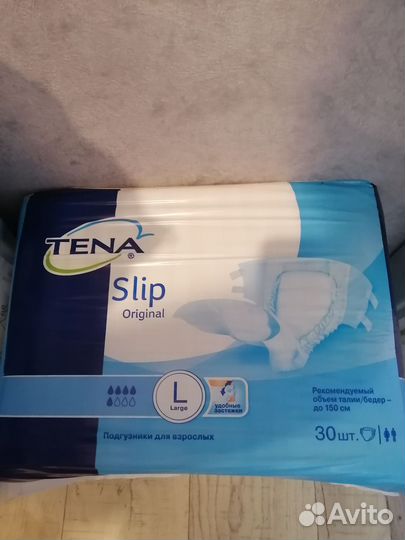 TENA®
Slip
Original
L
Large
удобные
застежки
Рекомендуемый
объем талии/бедер –
до 150 см
Подгузники для взрослых
30шт.
Avito